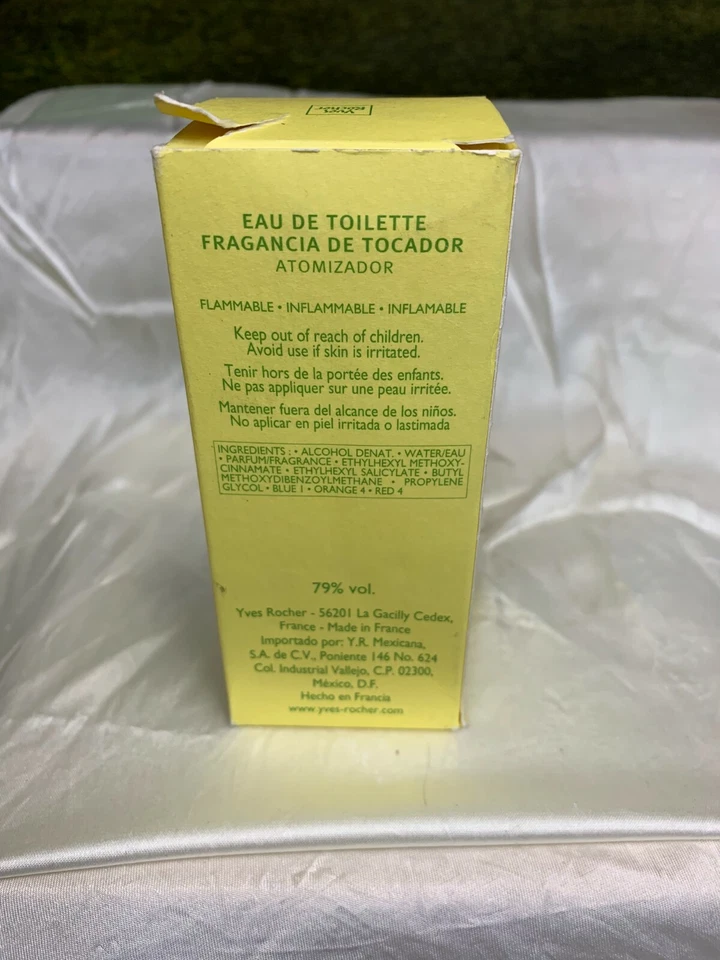 YVES
ROCHER
EAU DE TOILETTE
FRAGANCIA DE TOCADOR
ATOMIZADOR
FLAMMABLE • INFLAMMABLE • INFLAMABLE
Keep out of reach of children.
Avoid use if skin is irritated.
Tenir hors de la portée des enfants.
Ne pas appliquer sur une peau irritée.
Mantener fuera del alcance de los niños.
No aplicar en piel irritada o lastimada
INGREDIENTS : • ALCOHOL DENAT. • WATER/EAU
• PARFUM/FRAGRANCE • ETHYLHEXYL METHOXY-
CINNAMATE • ETHYLHEXYL SALICYLATE • BUTYL
METHOXYDIBENZOYLMETHANE • PROPYLENE
GLYCOL • BLUE 1 • ORANGE 4 • RED 4
79% vol.
Yves Rocher - 56201 La Gacilly Cedex,
France - Made in France
Importado por: Y.R. Mexicana,
S.A. de C.V., Poniente 146 No. 624
Col. Industrial Vallejo, C.P. 02300,
México, D.F.
Hecho en Francia
www.yves-rocher.com